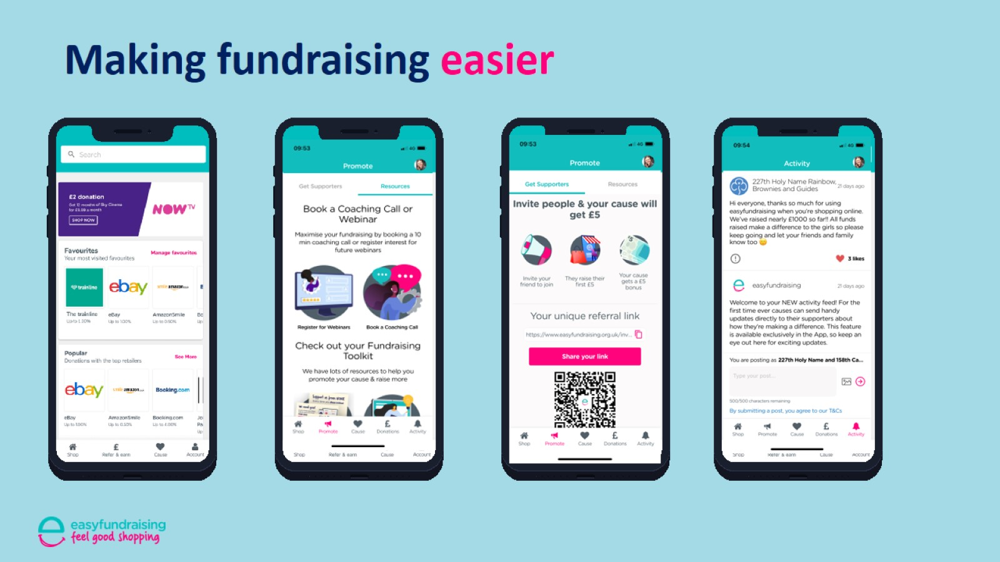 Making fundraising easier
Search
£2 donation
Get 12 months of Sky Cinema
for £9.99 a month
SHOP NOW
NOW TV
Favourites
Your most visited favourites
Manage favourites
trainline
ebay
smile.amazon.co.uk
The trainline
eBay
AmazonSmile
Bo
Up to 1.00%
Up to 1.00%
Up to 0.50%
Up
Popular
Donations with the top retailers
See More
ebay
smile.amazon.co.uk
Booking.com
eBay
AmazonSmile
Booking.com
Up to 1.00%
Up to 0.50%
Up to 4.00%
Shop
Refer & earn
Cause
Account
09:53
4G
Promote
Get Supporters
Resources
Book a Coaching Call or
Webinar
Maximise your fundraising by booking a 10
min coaching call or register interest for
future webinars
Register for Webinars
Book a Coaching Call
Check out your Fundraising
Toolkit
We have lots of resources to help you
promote your cause & raise more
Shop
Promote
Cause
Donations
Activity
Shop
Refer & earn
Cause
Account
09:53
4G
Promote
Get Supporters
Resources
Invite people & your cause will
get £5
Invite your
friend to join
They raise their
first £5
Your cause
gets a £5
bonus
Your unique referral link
https://www.easyfundraising.org.uk/inv...
Share your link
Shop
Promote
Cause
Donations
Activity
09:54
4G
Activity
227th Holy Name Rainbow,
Brownies and Guides
21 days ago
Hi everyone, thanks so much for using
easyfundraising when you're shopping online.
We've raised nearly £1000 so far!! All funds
raised make a difference to the girls so please
keep going and let your friends and family
know too 😀
3 likes
easyfundraising
21 days ago
Welcome to your NEW activity feed! For the
first time ever causes can send handy
updates directly to their supporters about
how they're making a difference. This feature
is available exclusively in the App, so keep an
eye out here for exciting updates.
You are posting as 227th Holy Name and 158th Ca...
Type your post...
500/500 characters remaining
By submitting a post, you agree to our T&Cs
Shop
Promote
Cause
Donations
Activity
Shop
Refer & earn
Cause
Account
easyfundraising
feel good shopping